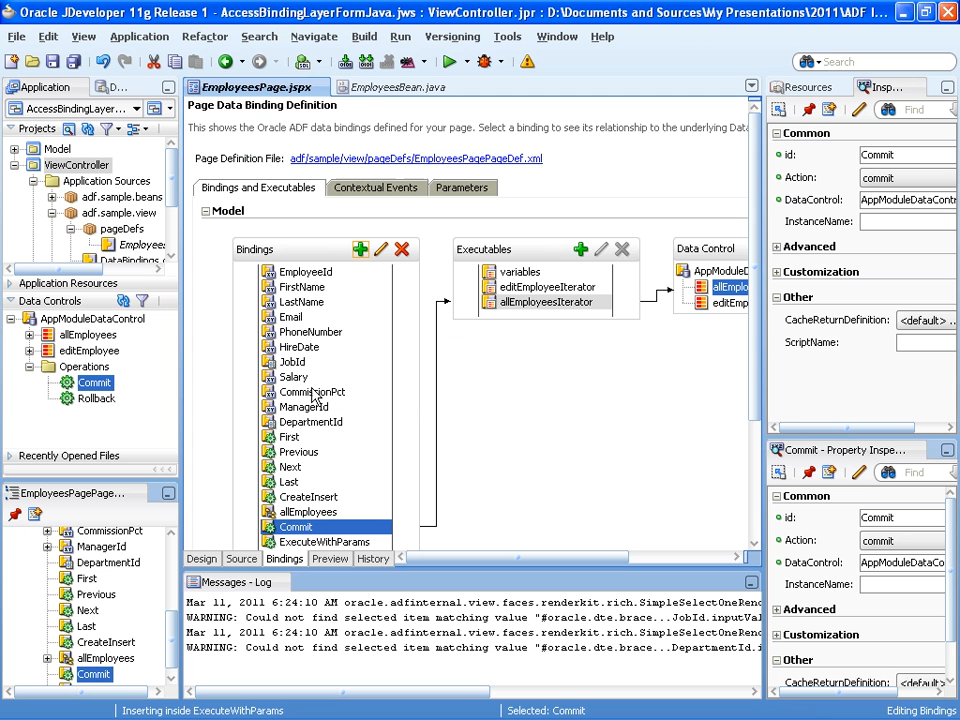 Oracle JDeveloper 11g Release 1 - AccessBindingLayerFormJava.jws : ViewController.jpr : D:\Documents and Sources\My Presentations\2011\ADF I...
File Edit View Application Refactor Search Navigate Build Run Versioning Tools Window Help
Search
Application D...
AccessBindingLayer...
Projects
Model
ViewController
Application Sources
adf.sample.beans
adf.sample.view
pageDefs
Employee
DataBindings.
Application Resources
Data Controls
AppModuleDataControl
allEmployees
editEmployee
Operations
Commit
Rollback
Recently Opened Files
EmployeesPagePage...
CommissionPct
ManagerId
DepartmentId
First
Previous
Next
Last
CreateInsert
allEmployees
Commit
EmployeesPage.jspx EmployeesBean.java
Page Data Binding Definition
This shows the Oracle ADF data bindings defined for your page. Select a binding to see its relationship to the underlying Data
Page Definition File: adf/sample/view/pageDefs/EmployeesPagePageDef.xml
Bindings and Executables Contextual Events Parameters
Model
Bindings
EmployeeId
FirstName
LastName
Email
PhoneNumber
HireDate
JobId
Salary
CommissionPct
ManagerId
DepartmentId
First
Previous
Next
Last
CreateInsert
allEmployees
Commit
ExecuteWithParams
Executables
variables
editEmployeeIterator
allEmployeesIterator
Data Control
AppModuleD
allEmplo
editEmp
Design Source Bindings Preview History
Messages - Log
Mar 11, 2011 6:24:10 AM oracle.adfinternal.view.faces.renderkit.rich.SimpleSelectOneRend
WARNING: Could not find selected item matching value "#oracle.dte.brace...JobId.inputVal
Mar 11, 2011 6:24:10 AM oracle.adfinternal.view.faces.renderkit.rich.SimpleSelectOneRend
WARNING: Could not find selected item matching value "#oracle.dte.brace...DepartmentId.i
Resources Insp...
Find
Common
id: Commit
Action: commit
DataControl: AppModuleDataContr
InstanceName:
Advanced
Customization
Other
CacheReturnDefinition: <default> ...
ScriptName:
Commit - Property Inspe...
Find
Common
id: Commit
Action: commit
DataControl: AppModuleDataCo
InstanceName:
Advanced
Customization
Other
CacheReturnDefinition: <default>
Inserting inside ExecuteWithParams Selected: Commit Editing Bindings